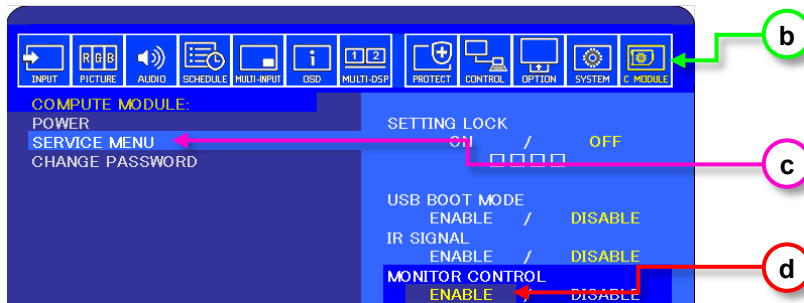 b
INPUT PICTURE AUDIO SCHEDULE MULTI-INPUT OSD MULTI-DSP PROTECT CONTROL OPTION SYSTEM C MODULE
R G B
i
1 2
COMPUTE MODULE:
POWER
SERVICE MENU
CHANGE PASSWORD
SETTING LOCK
ON / OFF
c
USB BOOT MODE
ENABLE / DISABLE
IR SIGNAL
ENABLE / DISABLE
d
MONITOR CONTROL
ENABLE / DISABLE